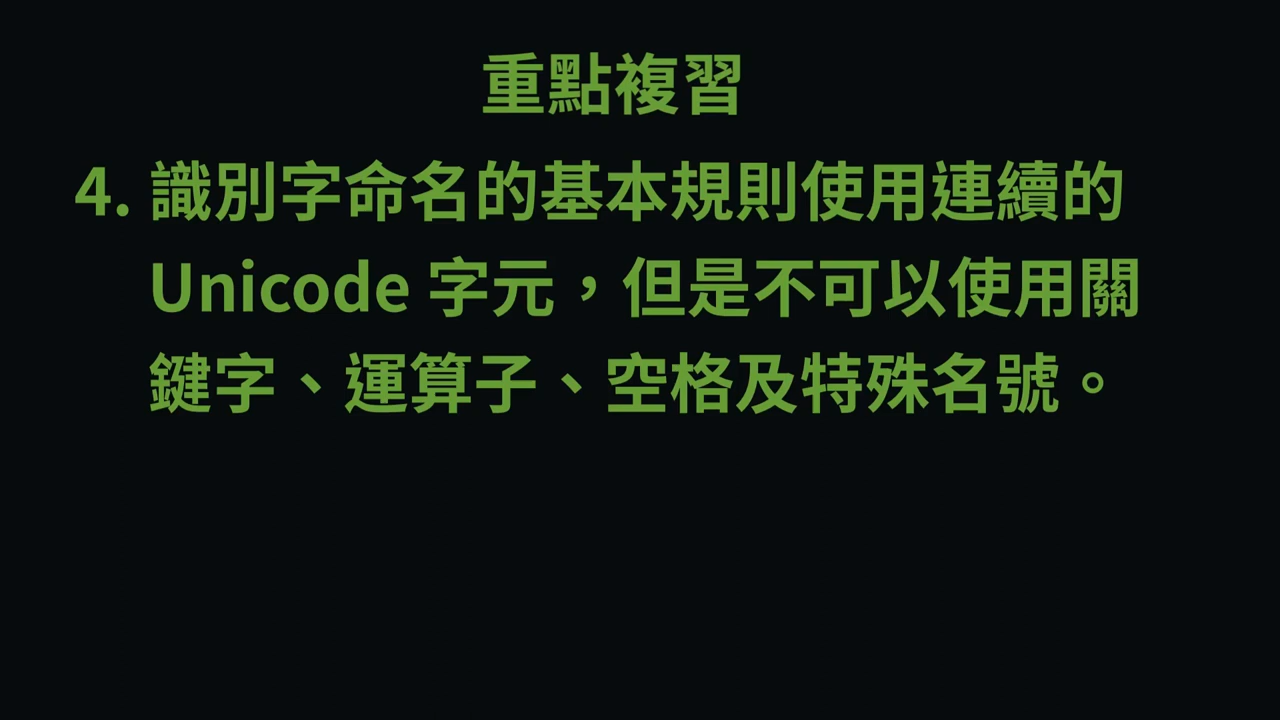 重點複習
4. 識別字命名的基本規則使用連續的
Unicode 字元，但是不可以使用關
鍵字、運算子、空格及特殊名號。